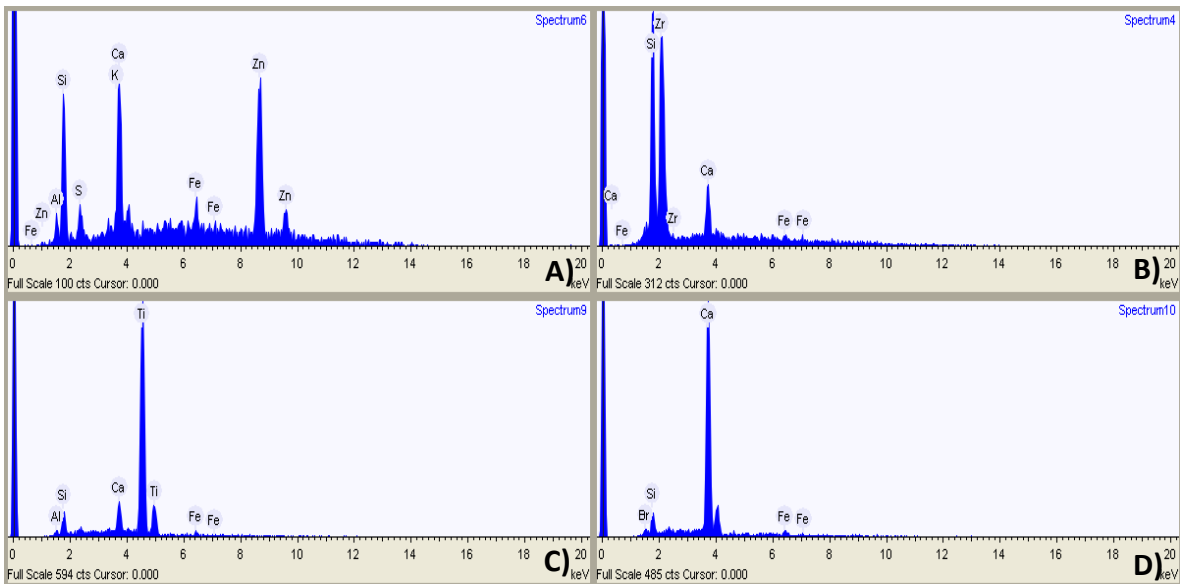 Spectrum6
Ca
K
Zn
Si
S
Al
Zn
Fe
Fe
Fe
Zn
0 2 4 6 8 10 12 14 16 18 20
Full Scale 100 cts Cursor: 0.000
keV
A)
Spectrum4
Zr
Si
Ca
Ca
Fe
Zr
Fe
Fe
0 2 4 6 8 10 12 14 16 18 20
Full Scale 312 cts Cursor: 0.000
keV
B)
Spectrum9
Ti
Ca
Si
Ti
Al
Fe
Fe
0 2 4 6 8 10 12 14 16 18 20
Full Scale 594 cts Cursor: 0.000
keV
C)
Spectrum10
Ca
Si
Br
Fe
Fe
0 2 4 6 8 10 12 14 16 18 20
Full Scale 485 cts Cursor: 0.000
keV
D)